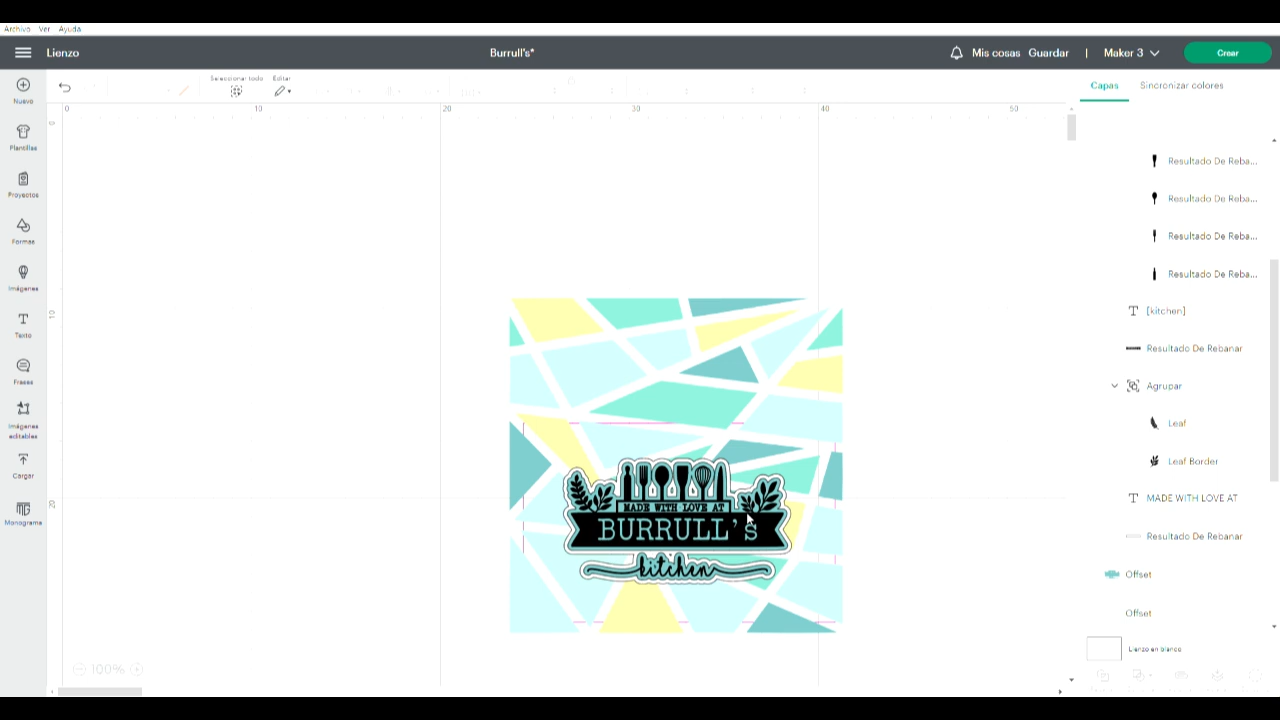 Archivo Ver Ayuda
Lienzo
Burrull's*
Mis cosas Guardar | Maker 3 Crear
Seleccionar todo Editar
Capas Sincronizar colores
Nuevo
Plantillas
Proyectos
Formas
Imágenes
Texto
Frases
Imágenes
editables
Cargar
Monograma
0 10 20 30 40 50
0
10
20
Resultado De Reba...
Resultado De Reba...
Resultado De Reba...
Resultado De Reba...
[kitchen]
Resultado De Rebanar
Agrupar
Leaf
Leaf Border
MADE WITH LOVE AT
Resultado De Rebanar
Offset
Offset
Lienzo en blanco
MADE WITH LOVE AT
BURRULL's
kitchen
100%